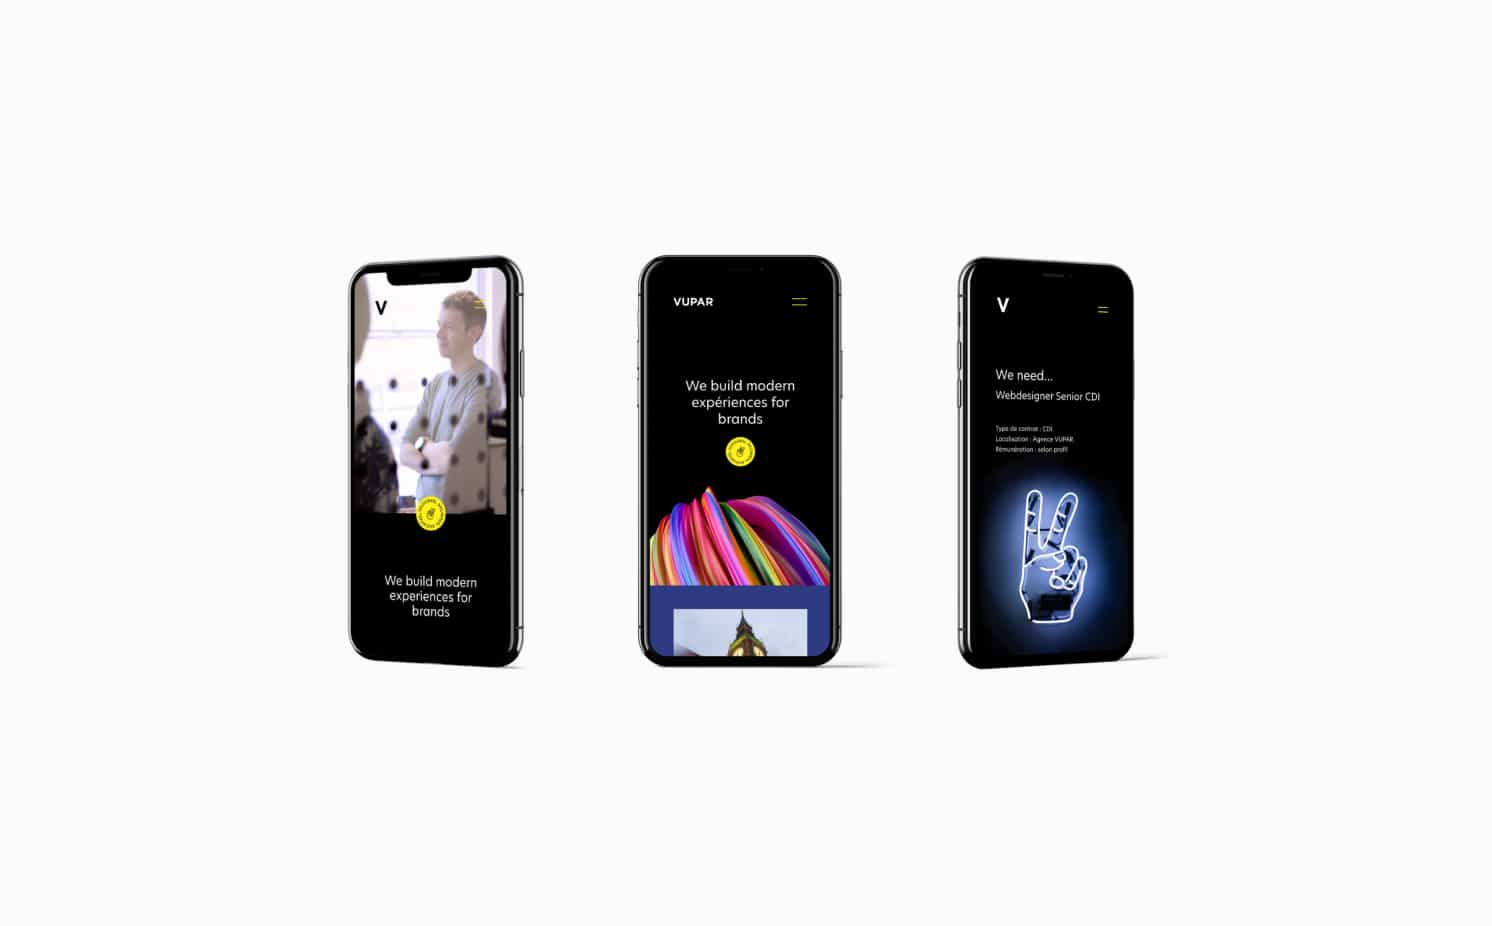 V
We build modern
experiences for
brands
VUPAR
We build modern
expériences for
brands
V
We need...
Webdesigner Senior CDI
Type de contrat : CDI
Localisation : Agence VUPAR
Rémunération : selon profil